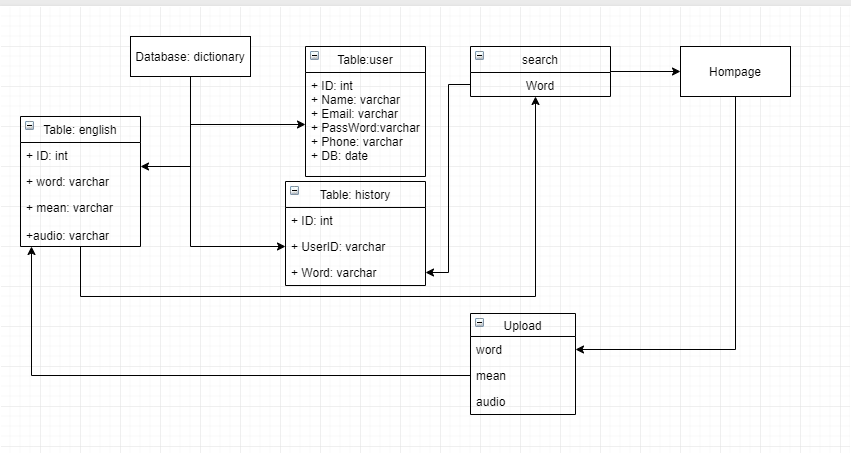 Database: dictionary
Table:user
+ ID: int
+ Name: varchar
+ Email: varchar
+ PassWord:varchar
+ Phone: varchar
+ DB: date
search
Word
Hompage
Table: english
+ ID: int
+ word: varchar
+ mean: varchar
+audio: varchar
Table: history
+ ID: int
+ UserID: varchar
+ Word: varchar
Upload
word
mean
audio